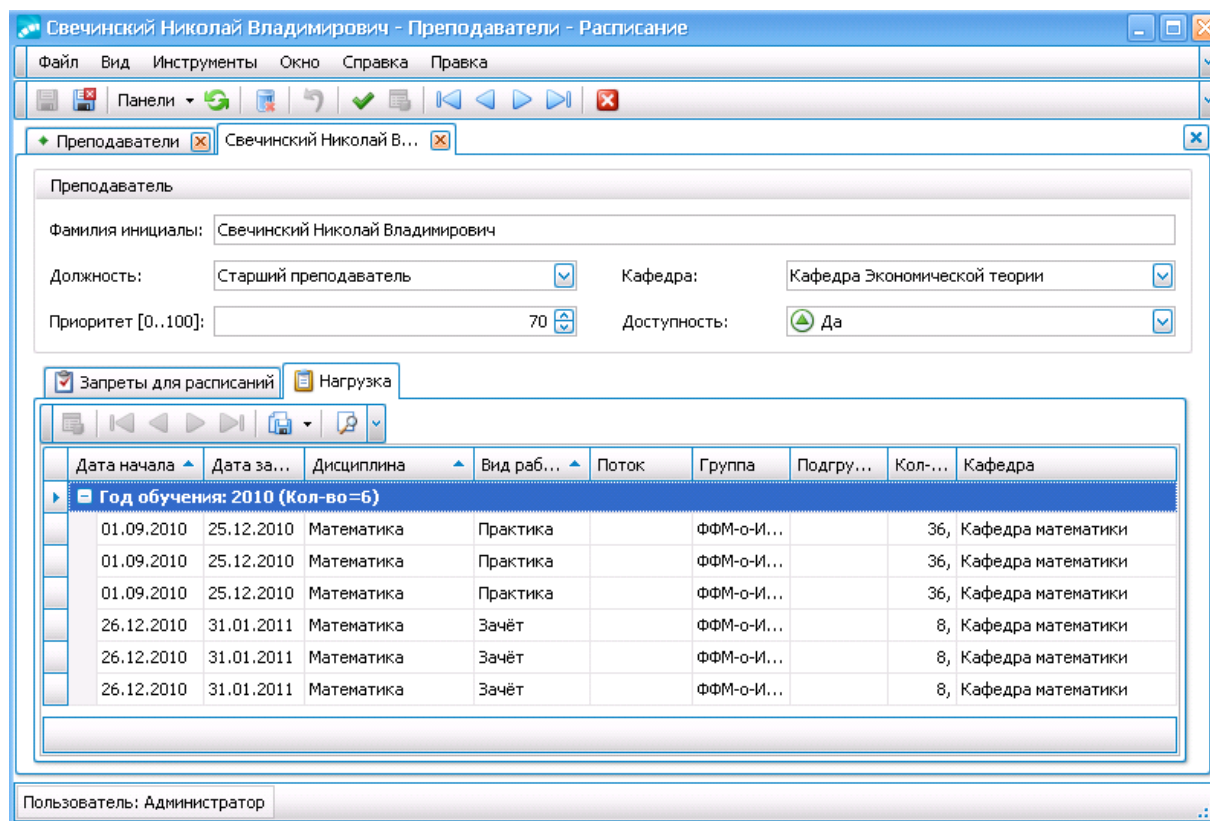 Свечинский Николай Владимирович - Преподаватели - Расписание
Файл Вид Инструменты Окно Справка Правка
Панели
Преподаватели Свечинский Николай В...
Преподаватель
Фамилия инициалы: Свечинский Николай Владимирович
Должность: Старший преподаватель Кафедра: Кафедра Экономической теории
Приоритет [0..100]: 70 Доступность: Да
Запреты для расписаний Нагрузка
Дата начала Дата за... Дисциплина Вид раб... Поток Группа Подгру... Кол-... Кафедра
Год обучения: 2010 (Кол-во=6)
01.09.2010 25.12.2010 Математика Практика ФФМ-о-И... 36, Кафедра математики
01.09.2010 25.12.2010 Математика Практика ФФМ-о-И... 36, Кафедра математики
01.09.2010 25.12.2010 Математика Практика ФФМ-о-И... 36, Кафедра математики
26.12.2010 31.01.2011 Математика Зачёт ФФМ-о-И... 8, Кафедра математики
26.12.2010 31.01.2011 Математика Зачёт ФФМ-о-И... 8, Кафедра математики
26.12.2010 31.01.2011 Математика Зачёт ФФМ-о-И... 8, Кафедра математики
Пользователь: Администратор